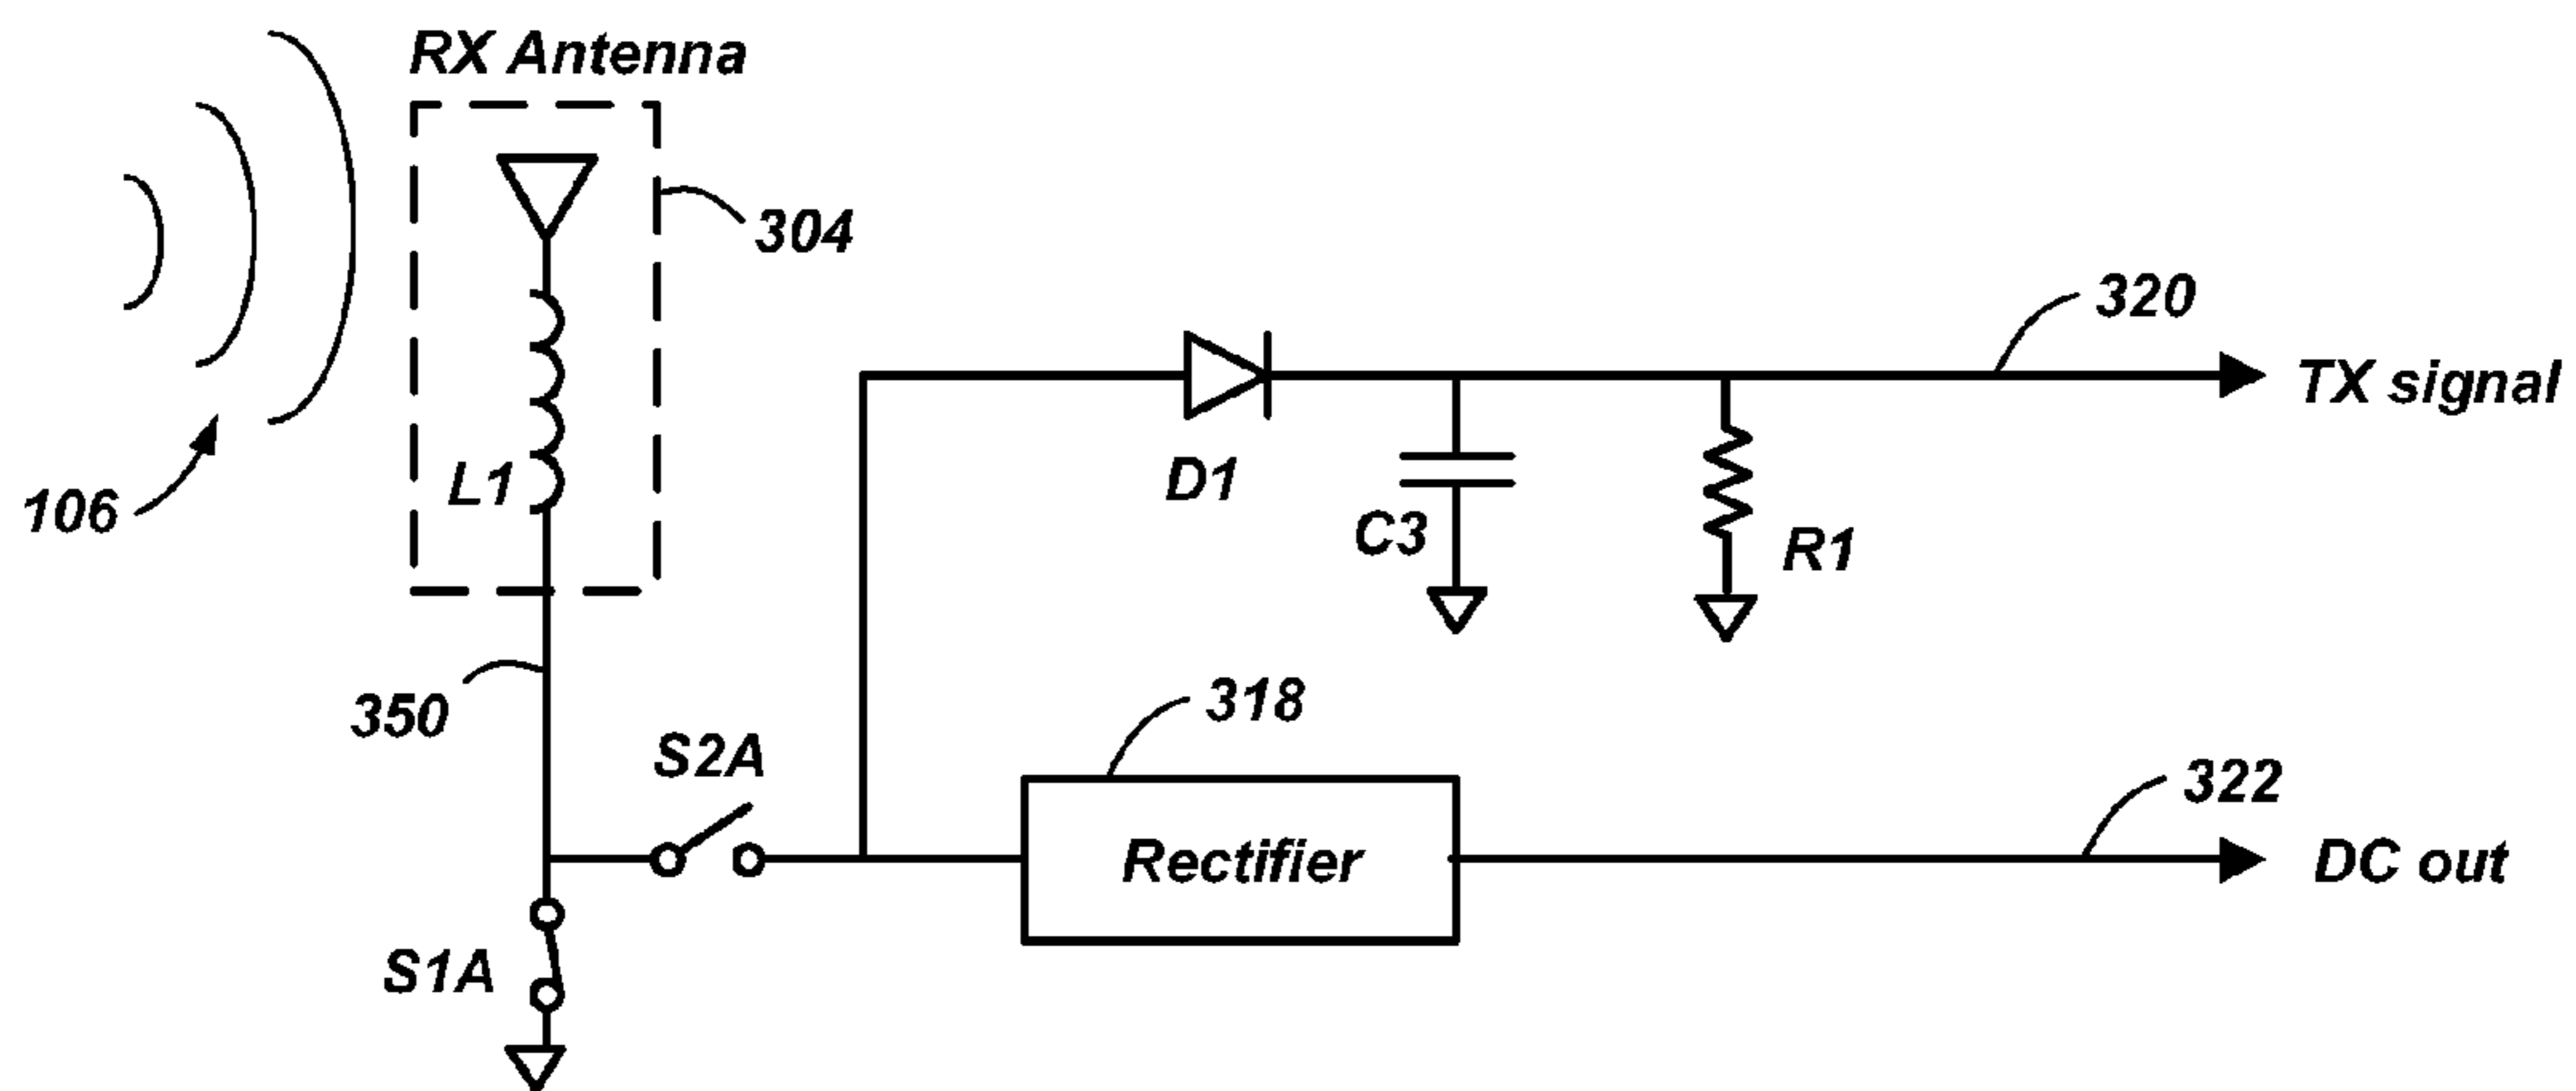 RX Antenna
304
320
TX signal
L1
106
D1
C3
R1
350
318
S2A
322
Rectifier
DC out
S1A